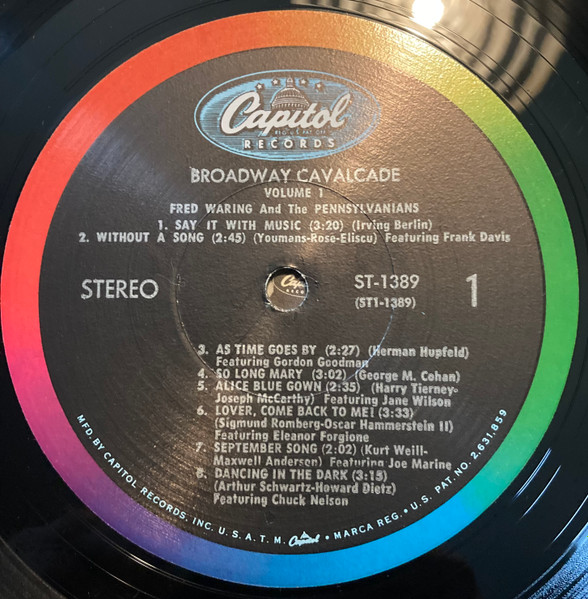 Capitol
REG. U.S. PAT. OFF.
RECORDS
BROADWAY CAVALCADE
VOLUME 1
FRED WARING And The PENNSYLVANIANS
1. SAY IT WITH MUSIC (3:20) (Irving Berlin)
2. WITHOUT A SONG (2:45) (Youmans-Rose-Eliscu) Featuring Frank Davis
STEREO
ST-1389
(ST1-1389)
1
3. AS TIME GOES BY (2:27) (Herman Hupfeld)
Featuring Gordon Goodman
4. SO LONG MARY (3:02) (George M. Cohan)
5. ALICE BLUE GOWN (2:35) (Harry Tierney-
Joseph McCarthy) Featuring Jane Wilson
6. LOVER, COME BACK TO ME! (3:33)
(Sigmund Romberg-Oscar Hammerstein II)
Featuring Eleanor Forgione
7. SEPTEMBER SONG (2:02) (Kurt Weill-
Maxwell Andersen) Featuring Joe Marine
8. DANCING IN THE DARK (3:15)
(Arthur Schwartz-Howard Dietz)
Featuring Chuck Nelson
MFD. BY CAPITOL RECORDS, INC. U.S.A. T.M. Capitol • MARCA REG. • U.S. PAT. NO. 2,631,859